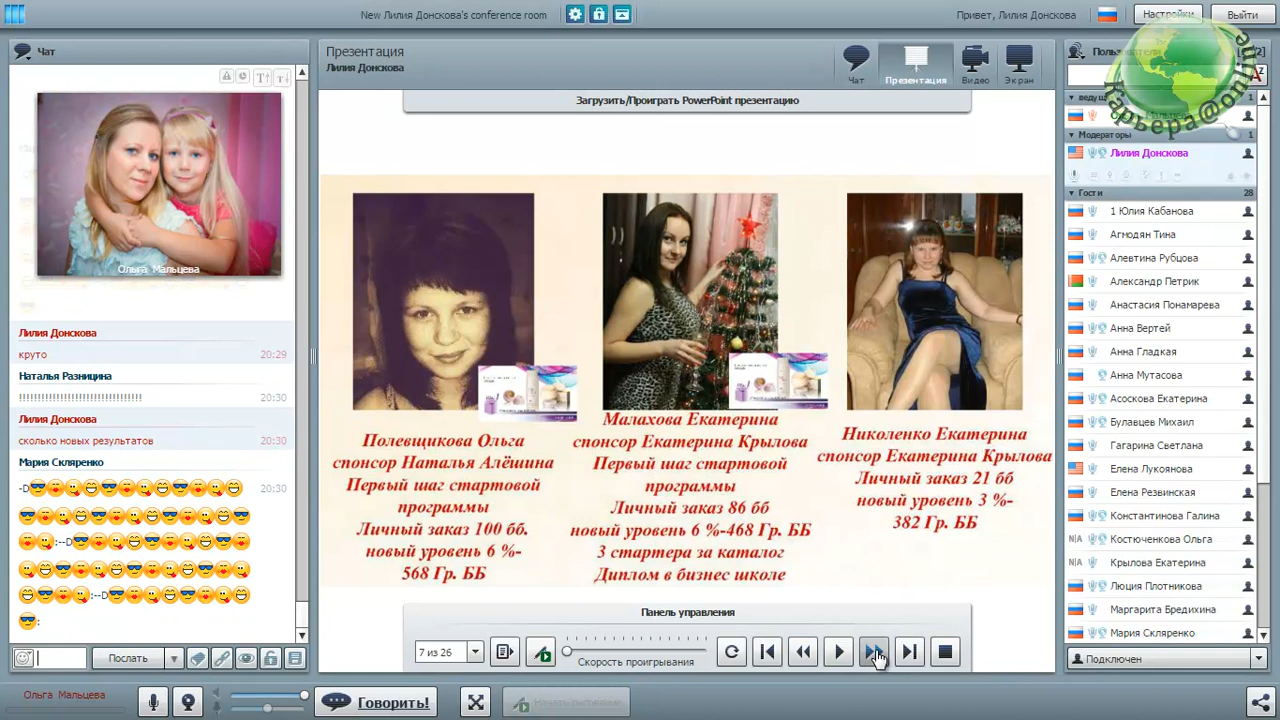 New Лилия Донскова's conference room
Привет, Лилия Донскова
Настройки
Выйти
Чат
Ольга Мальцева
Лилия Донскова
круто 20:29
Наталья Разницина
!!!!!!!!!!!!!!!!!!!!!!!!!!!!!!!! 20:30
Лилия Донскова
сколько новых результатов 20:30
Мария Скляренко
-D 20:30
:--D
:--D
:
Послать
Презентация
Лилия Донскова
Чат
Презентация
Видео
Экран
Загрузить/Проиграть PowerPoint презентацию
Полевщикова Ольга
спонсор Наталья Алёшина
Первый шаг стартовой
программы
Личный заказ 100 бб.
новый уровень 6 %-
568 Гр. ББ
Малахова Екатерина
спонсор Екатерина Крылова
Первый шаг стартовой
программы
Личный заказ 86 бб
новый уровень 6 %-468 Гр. ББ
3 стартера за каталог
Диплом в бизнес школе
Николенко Екатерина
спонсор Екатерина Крылова
Личный заказ 21 бб
новый уровень 3 %-
382 Гр. ББ
Панель управления
7 из 26
Скорость проигрывания
Карьера@online
Модераторы 1
Лилия Донскова
Гости 28
1 Юлия Кабанова
Агмодян Тина
Алевтина Рубцова
Александр Петрик
Анастасия Понамарева
Анна Вертей
Анна Гладкая
Анна Мутасова
Асоскова Екатерина
Булавцев Михаил
Гагарина Светлана
Елена Лукоянова
Елена Резвинская
Константинова Галина
N/A Костюченкова Ольга
N/A Крылова Екатерина
Люция Плотникова
Маргарита Бредихина
Мария Скляренко
Подключен
Ольга Мальцева
Говорить!